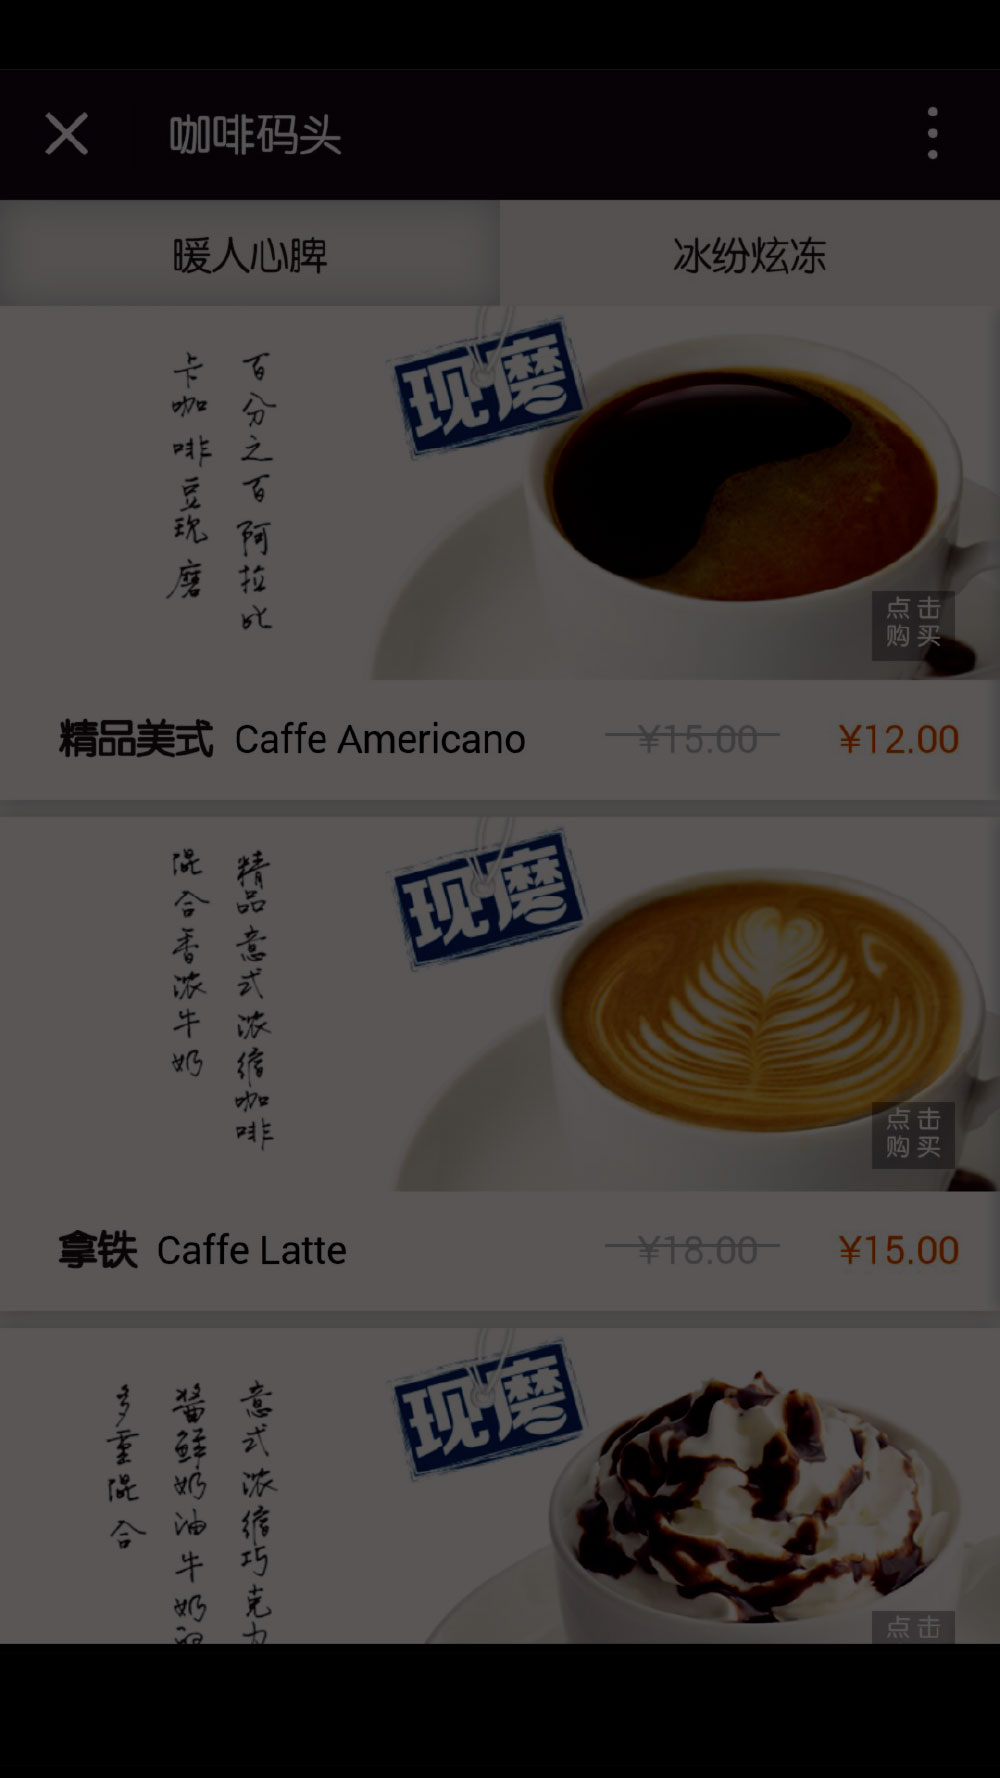 咖啡码头
暖人心脾
冰纷炫冻
百分之百阿拉比
卡咖啡豆现磨
现磨
点击
购买
精品美式 Caffe Americano ¥15.00 ¥12.00
精品意式浓缩咖啡
混合香浓牛奶
现磨
点击
购买
拿铁 Caffe Latte ¥18.00 ¥15.00
意式浓缩巧克力
酱鲜奶油牛奶
多重混合
现磨
点击